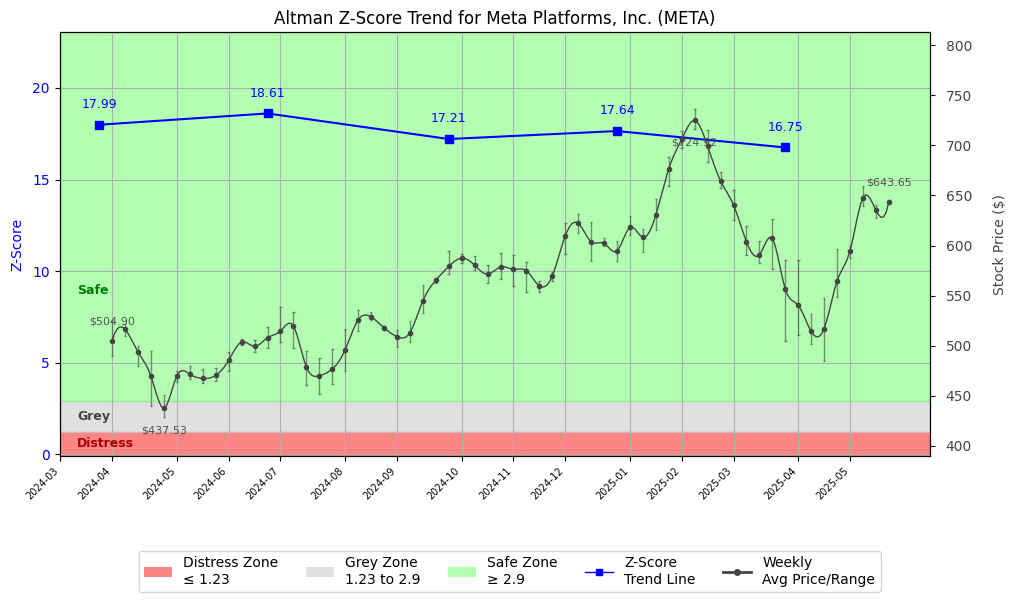 Altman Z-Score Trend for Meta Platforms, Inc. (META)
Z-Score
20
15
10
5
0
17.99
18.61
17.21
17.64
16.75
$504.90
$437.53
$724.92
$643.65
Safe
Grey
Distress
800
750
700
650
600
550
500
450
400
Stock Price ($)
2024-03
2024-04
2024-05
2024-06
2024-07
2024-08
2024-09
2024-10
2024-11
2024-12
2025-01
2025-02
2025-03
2025-04
2025-05
Distress Zone
≤ 1.23
Grey Zone
1.23 to 2.9
Safe Zone
≥ 2.9
Z-Score
Trend Line
Weekly
Avg Price/Range